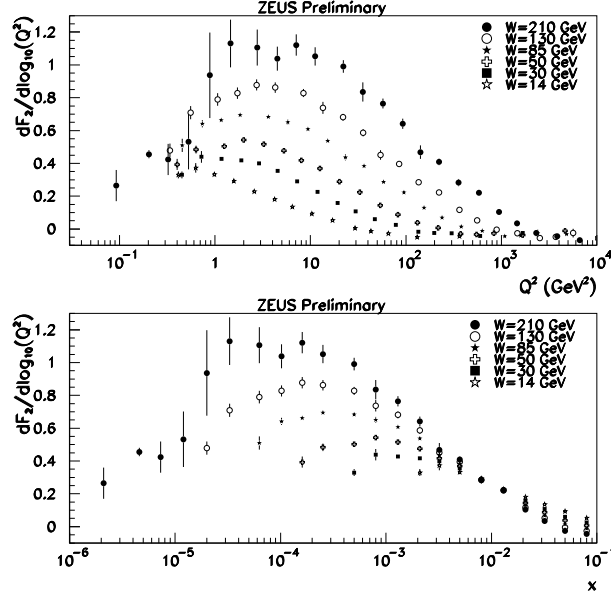 ZEUS Preliminary
dF2/dlog10(Q2)
1.2
1
0.8
0.6
0.4
0.2
0
W=210 GeV
W=130 GeV
W=85 GeV
W=50 GeV
W=30 GeV
W=14 GeV
10-1
1
10
102
103
104
Q2 (GeV2)
ZEUS Preliminary
dF2/dlog10(Q2)
1.2
1
0.8
0.6
0.4
0.2
0
W=210 GeV
W=130 GeV
W=85 GeV
W=50 GeV
W=30 GeV
W=14 GeV
10-6
10-5
10-4
10-3
10-2
10-1
x